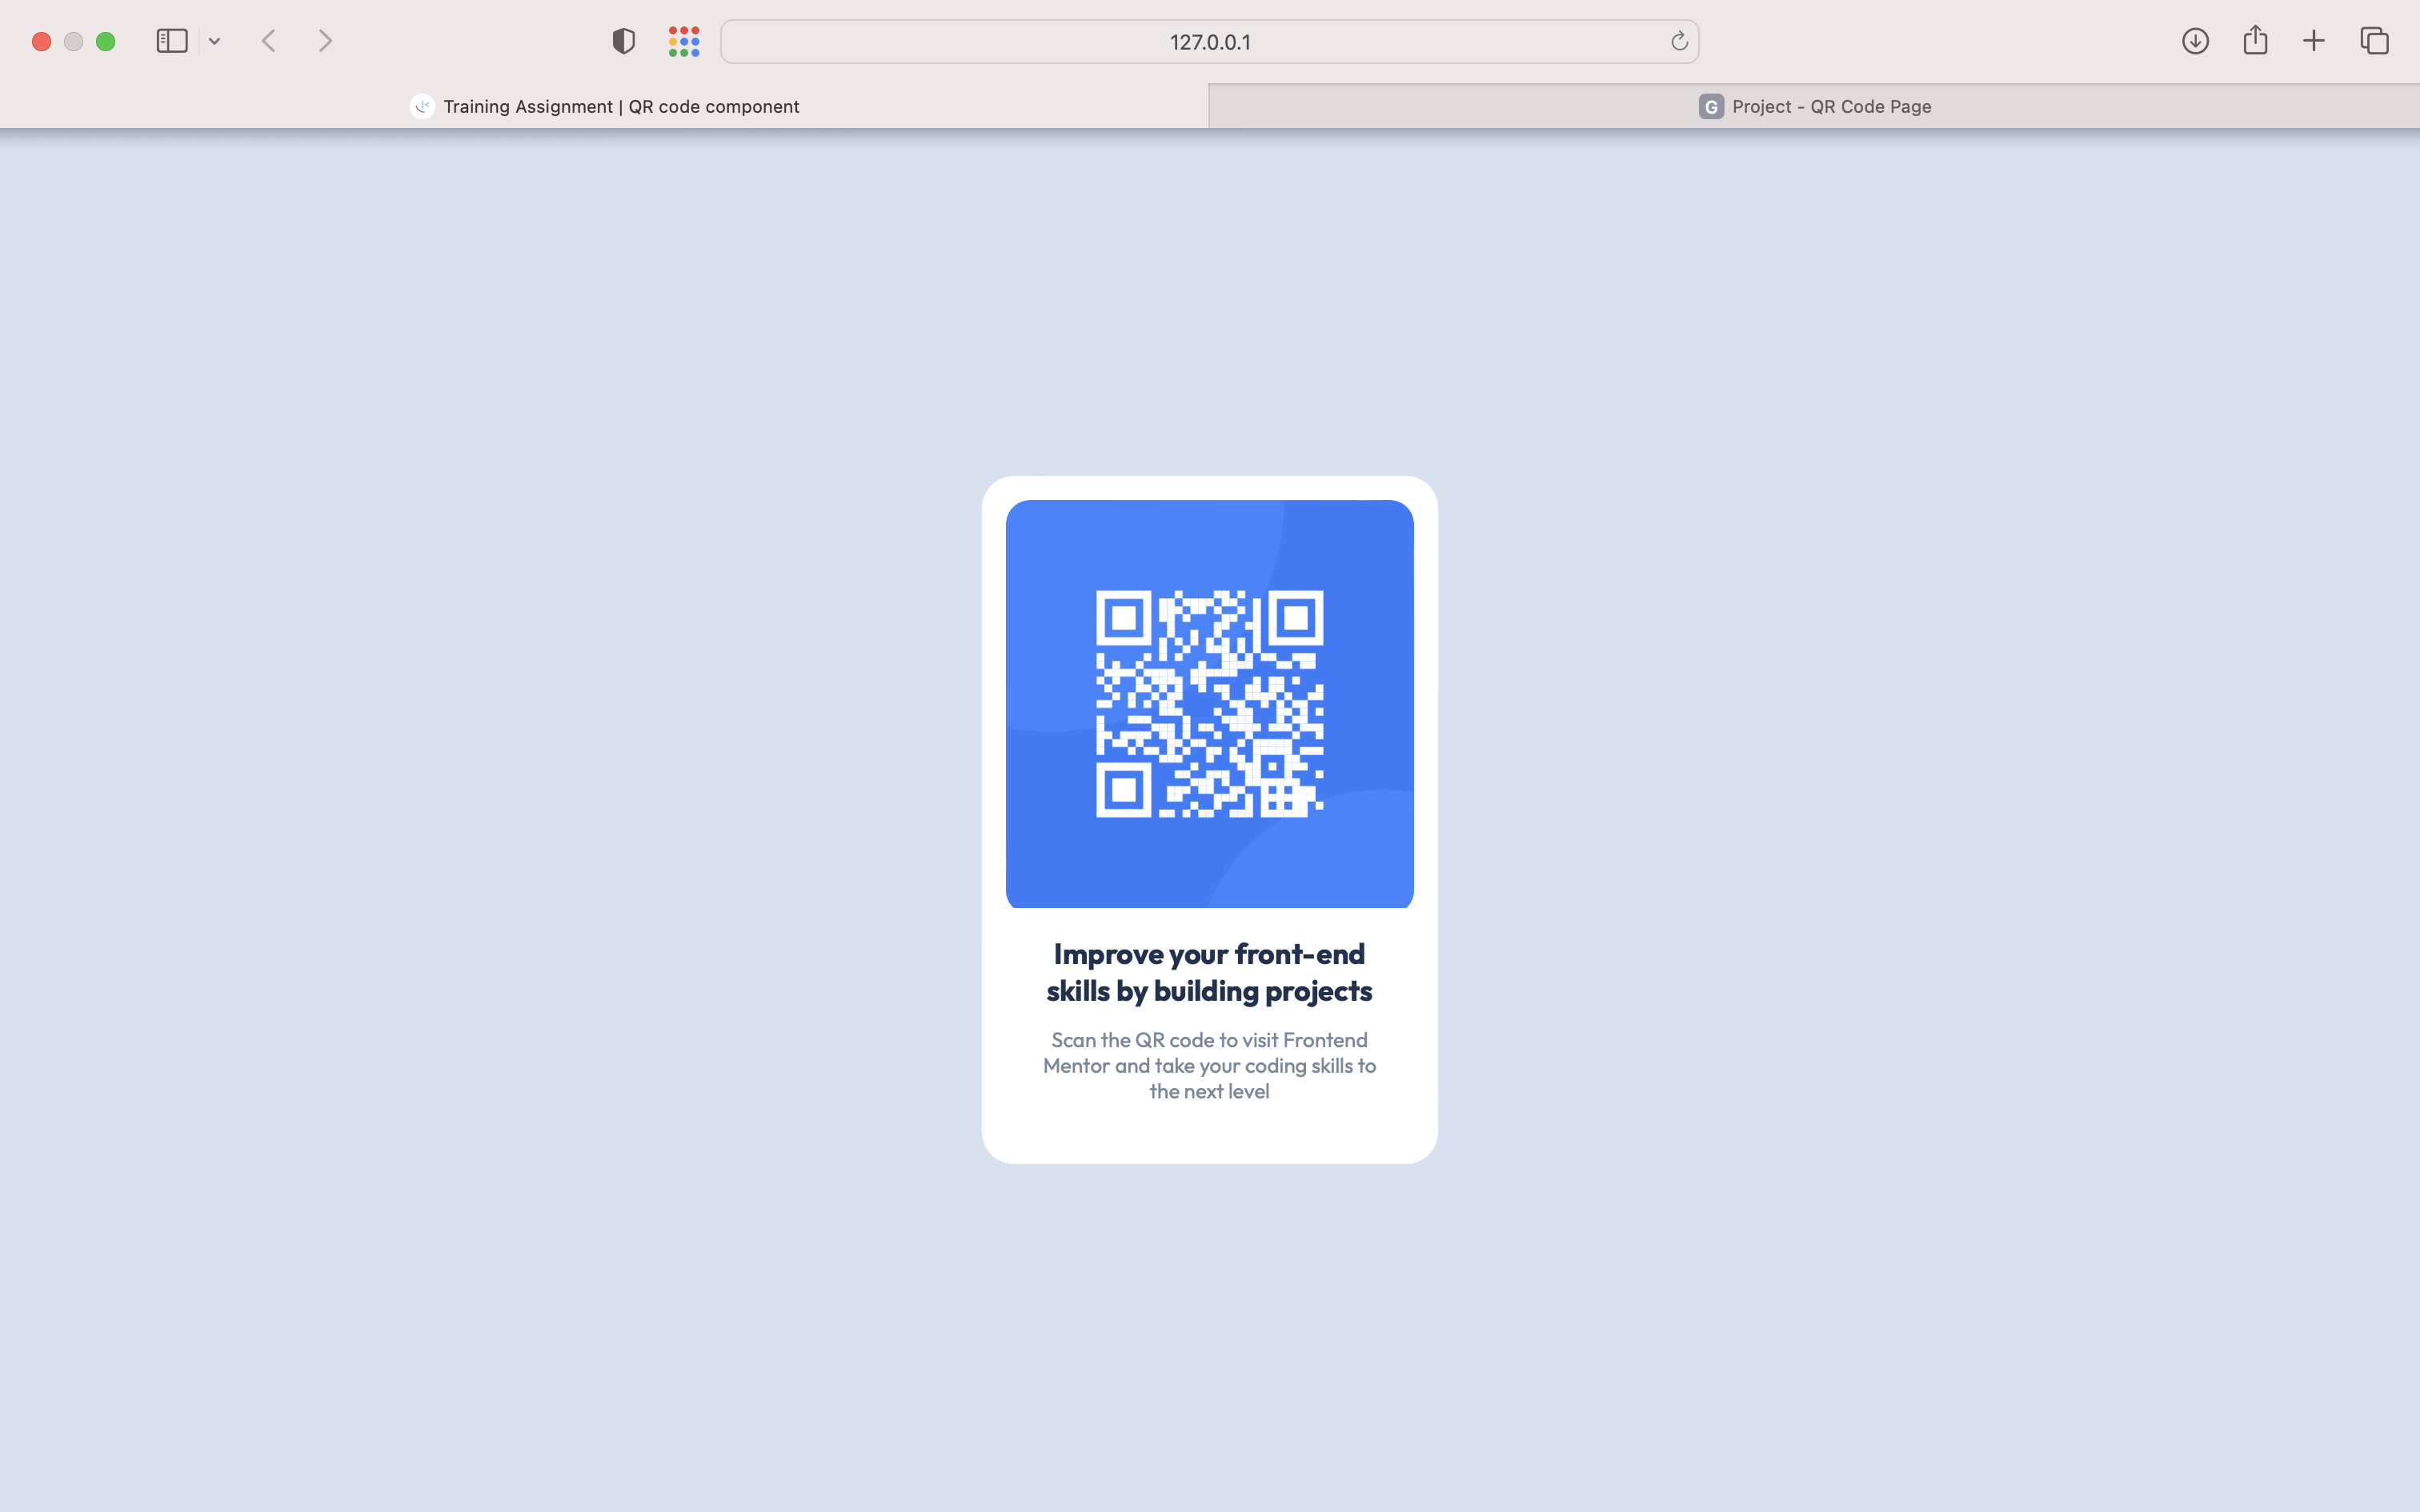 127.0.0.1
Training Assignment | QR code component
G Project - QR Code Page
Improve your front-end
skills by building projects
Scan the QR code to visit Frontend
Mentor and take your coding skills to
the next level